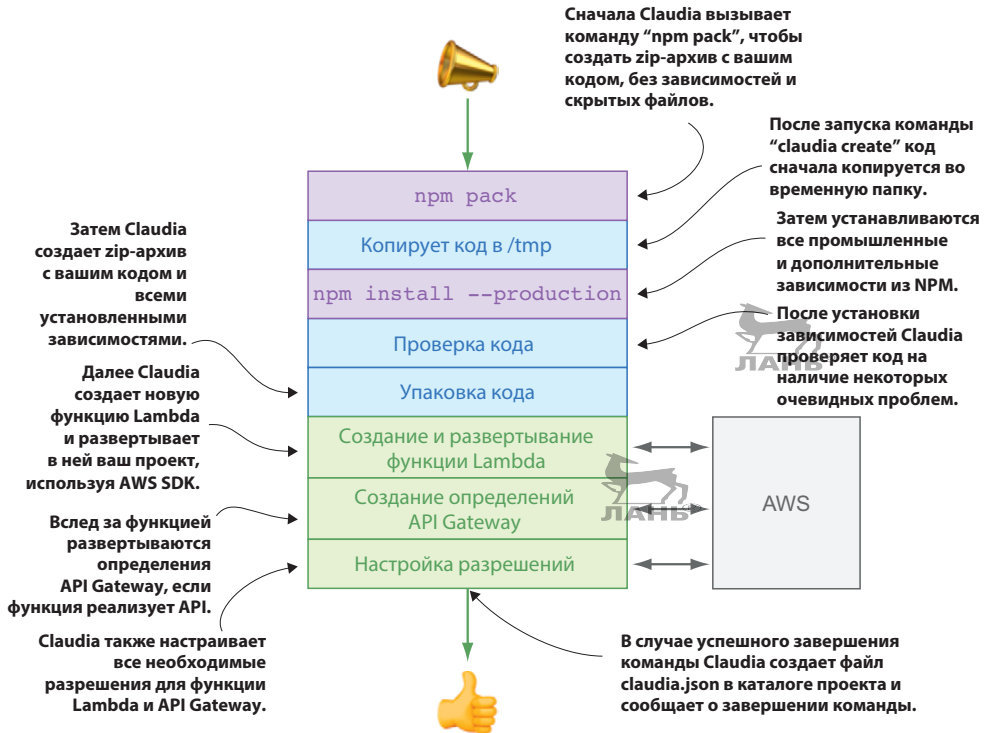 Сначала Claudia вызывает
команду “npm pack”, чтобы
создать zip-архив с вашим
кодом, без зависимостей и
скрытых файлов.
После запуска команды
“claudia create” код
сначала копируется во
временную папку.
Затем устанавливаются
все промышленные
и дополнительные
зависимости из NPM.
После установки
зависимостей Claudia
проверяет код на
наличие некоторых
очевидных проблем.
ЛАНЬ
npm pack
Копирует код в /tmp
npm install --production
Проверка кода
Упаковка кода
Создание и развертывание
функции Lambda
Создание определений
API Gateway
Настройка разрешений
ЛАНЬ
AWS
Затем Claudia
создает zip-архив
с вашим кодом и
всеми
установленными
зависимостями.
Далее Claudia
создает новую
функцию Lambda
и развертывает
в ней ваш проект,
используя AWS SDK.
Вслед за функцией
развертываются
определения
API Gateway, если
функция реализует API.
Claudia также настраивает
все необходимые
разрешения для функции
Lambda и API Gateway.
В случае успешного завершения
команды Claudia создает файл
claudia.json в каталоге проекта и
сообщает о завершении команды.